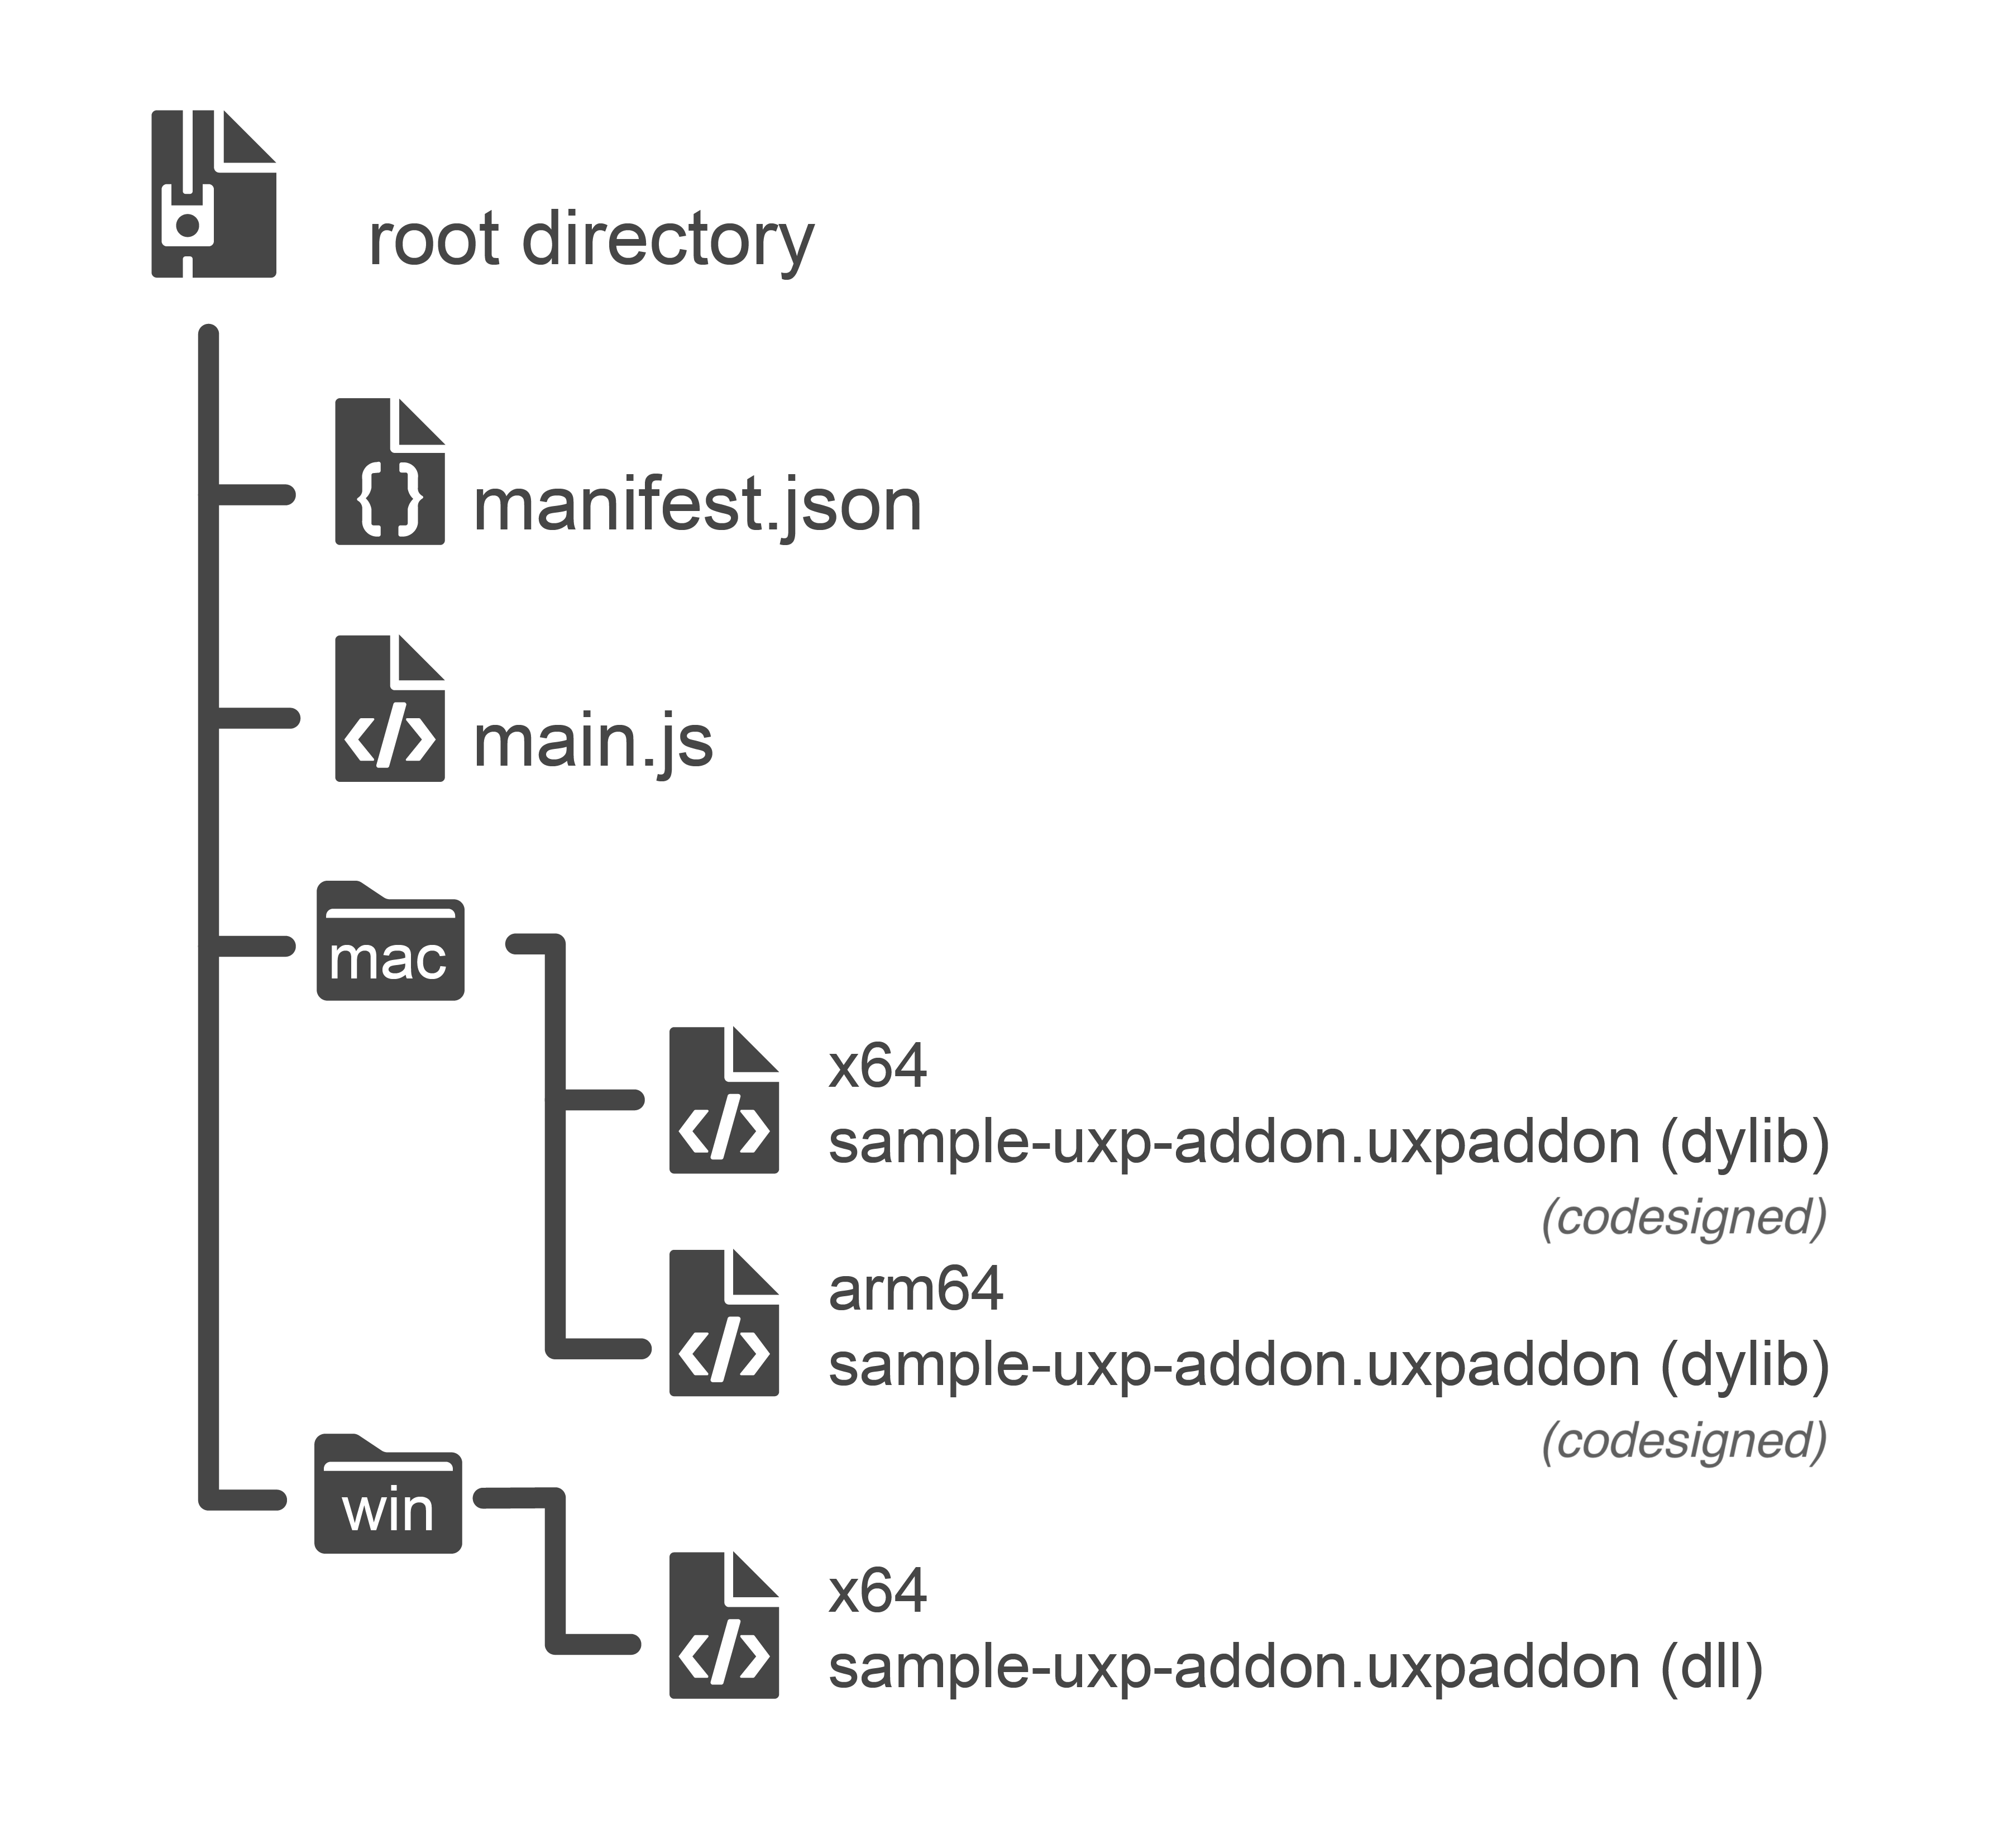 root directory
manifest.json
main.js
mac
x64
sample-uxp-addon.uxpaddon (dylib)
(codesigned)
arm64
sample-uxp-addon.uxpaddon (dylib)
(codesigned)
win
x64
sample-uxp-addon.uxpaddon (dll)